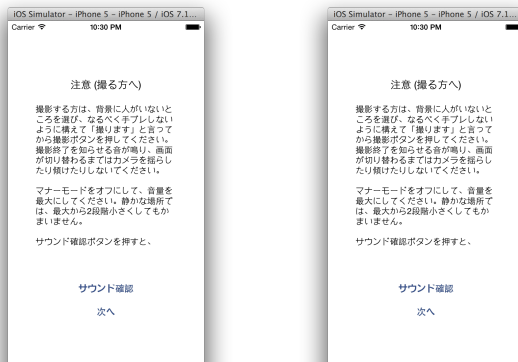 iOS Simulator - iPhone 5 - iPhone 5 / iOS 7.1...
Carrier 10:30 PM
注意 (撮る方へ)
撮影する方は、背景に人がいないと
ころを選び、なるべく手ブレしない
ように構えて「撮ります」と言って
から撮影ボタンを押してください。
撮影終了を知らせる音が鳴り、画面
が切り替わるまではカメラを揺らし
たり傾けたりしないでください。
マナーモードをオフにして、音量を
最大にしてください。静かな場所で
は、最大から2段階小さくしてもか
まいません。
サウンド確認ボタンを押すと、
サウンド確認
次へ
iOS Simulator - iPhone 5 - iPhone 5 / iOS 7.1...
Carrier 10:30 PM
注意 (撮る方へ)
撮影する方は、背景に人がいないと
ころを選び、なるべく手ブレしない
ように構えて「撮ります」と言って
から撮影ボタンを押してください。
撮影終了を知らせる音が鳴り、画面
が切り替わるまではカメラを揺らし
たり傾けたりしないでください。
マナーモードをオフにして、音量を
最大にしてください。静かな場所で
は、最大から2段階小さくしてもか
まいません。
サウンド確認ボタンを押すと、
サウンド確認
次へ